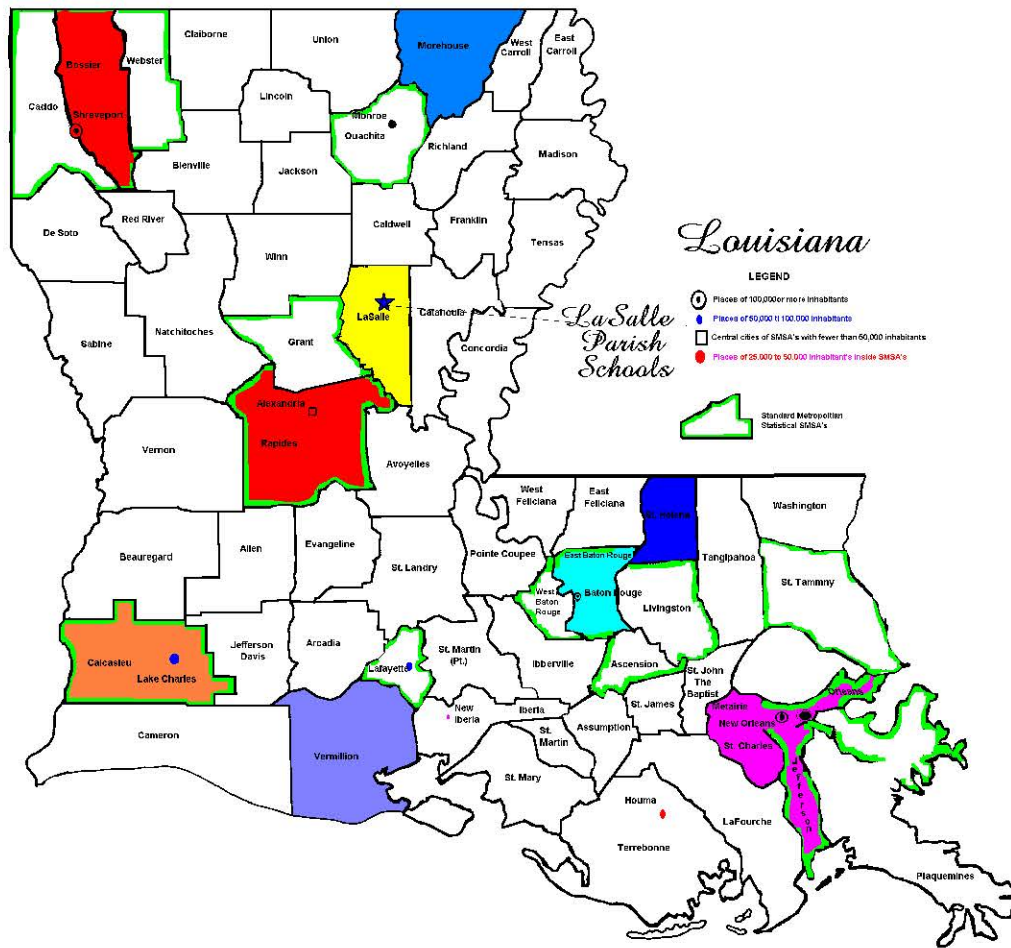 Claiborne
Union
Morehouse
West
Carroll
East
Carroll
Bossier
Webster
Caddo
Shreveport
Lincoln
Monroe
Ouachita
Richland
Madison
Bienville
Jackson
De Soto
Red River
Caldwell
Franklin
Tensas
Winn
Natchitoches
Sabine
LaSalle
Catahoula
Concordia
Grant
Louisiana
LEGEND
Places of 100,000or more inhabitants
Places of 50,000 tl 100.000 inhabitants
Central cities of SMSA's with fewer than 50,000 inhabitants
Places of 25,000 to 50,000 inhabitant's inside SMSA's
LaSalle
Parish
Schools
Standard Metropolitian
Statistical SMSA's
Alexandria
Rapides
Vernon
Avoyelles
West
Feliciana
East
Feliciana
St. Helena
Washington
Beauregard
Allen
Evangeline
St. Landry
Pointe Coupee
East Baton Rouge
Tangipahoa
St. Tammny
West
Baton
Rouge
Baton Rouge
Livingston
Calcasieu
Lake Charles
Jefferson
Davis
Arcadia
Lafayette
St. Martin
(Pt.)
Ibberville
Ascension
St. John
The
Baptist
Cameron
Vermillion
New
Iberia
Iberia
St.
Martin
Assumption
St. James
Metairie
New Orleans
Orleans
St. Charles
Jefferson
St. Mary
Houma
Terrebonne
LaFourche
Plaquemines